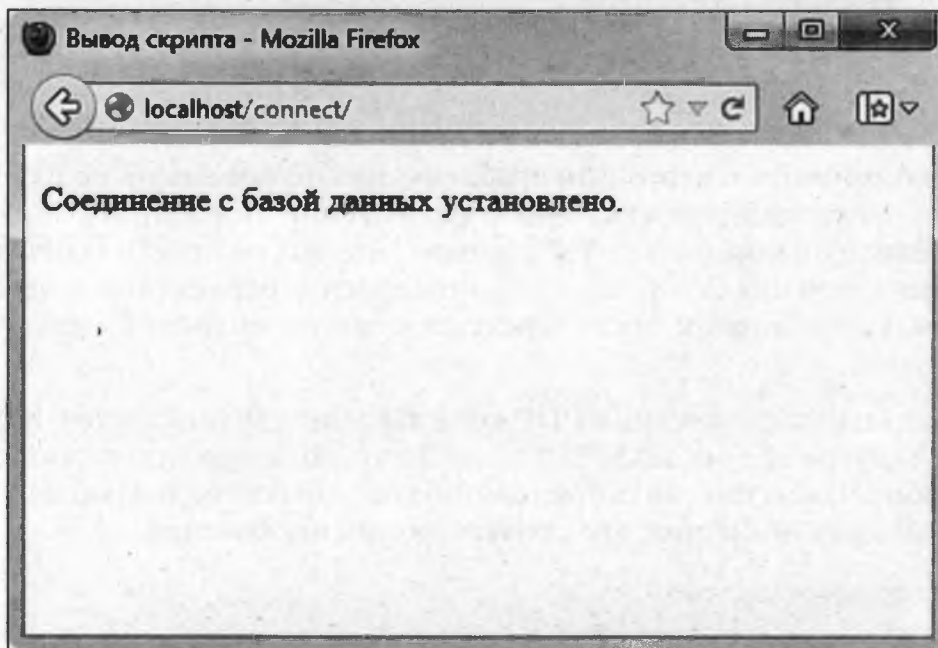 Вывод скрипта - Mozilla Firefox
localhost/connect/
Соединение с базой данных установлено.